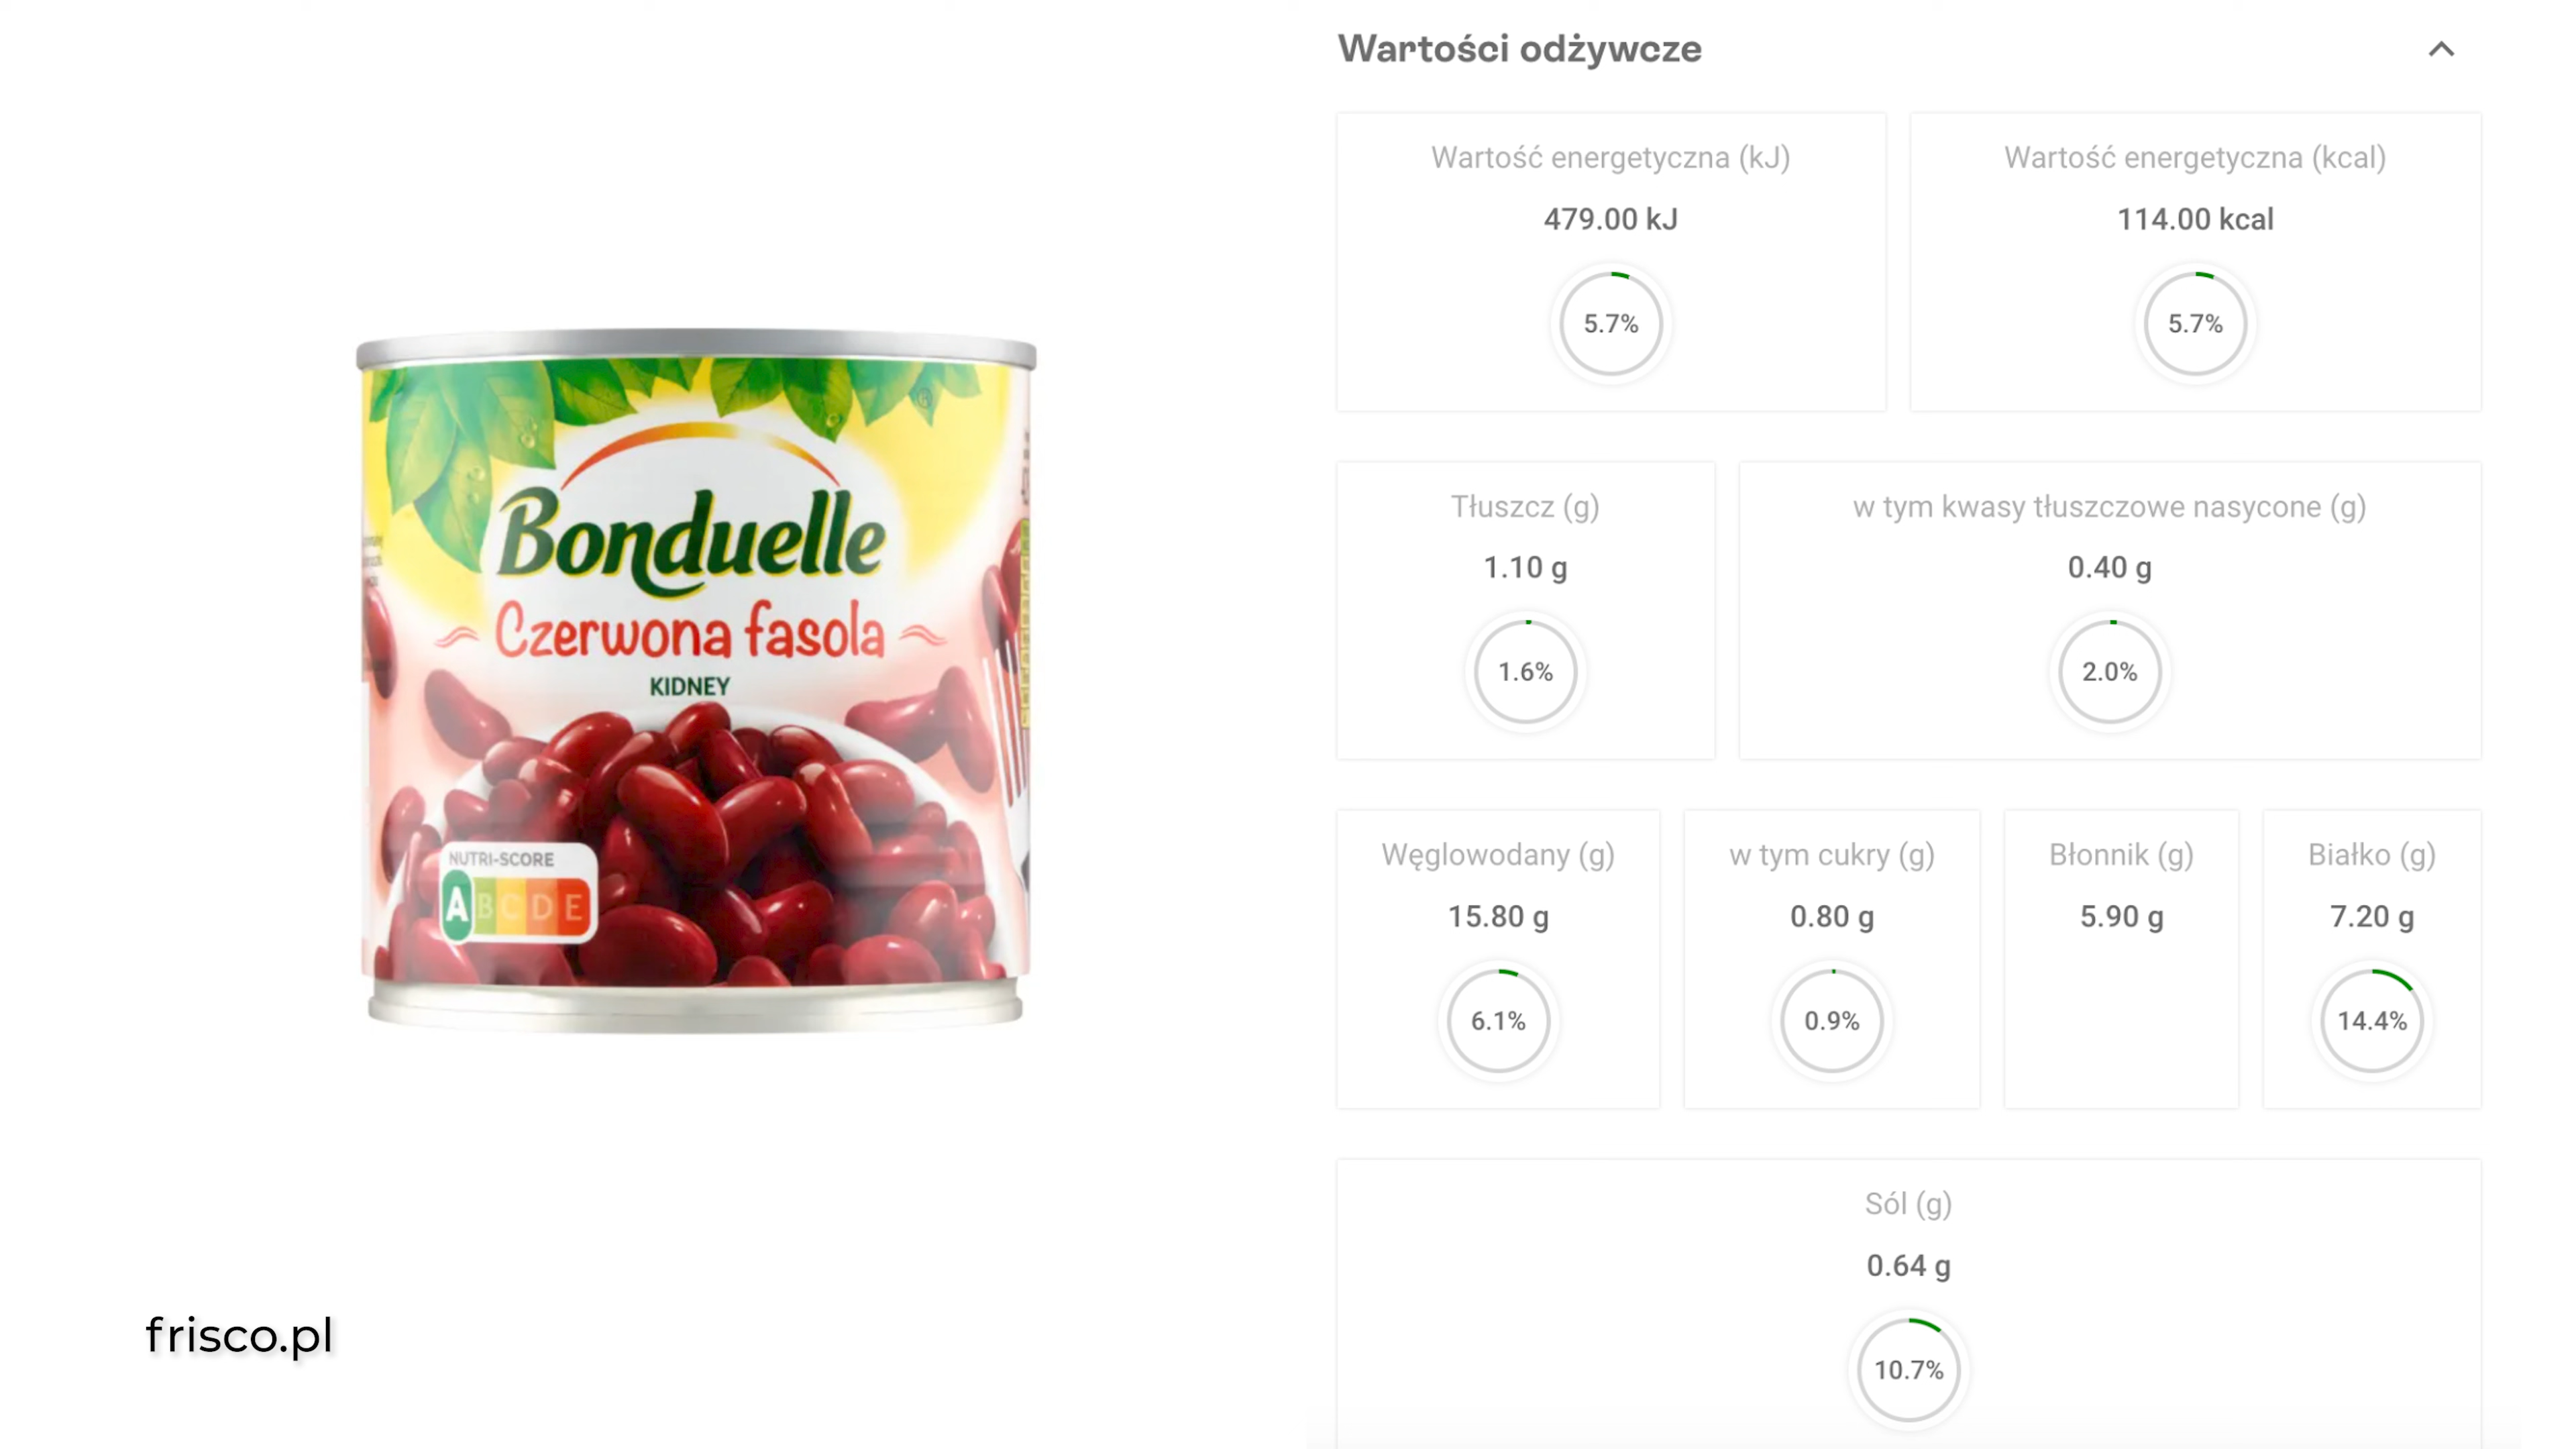 Wartości odżywcze
Wartość energetyczna (kJ)
479.00 kJ
5.7%
Wartość energetyczna (kcal)
114.00 kcal
5.7%
Tłuszcz (g)
1.10 g
1.6%
w tym kwasy tłuszczowe nasycone (g)
0.40 g
2.0%
Węglowodany (g)
15.80 g
6.1%
w tym cukry (g)
0.80 g
0.9%
Błonnik (g)
5.90 g
Białko (g)
7.20 g
14.4%
Sól (g)
0.64 g
10.7%
Bonduelle
Czerwona fasola
KIDNEY
NUTRI-SCORE
A B C D E
frisco.pl